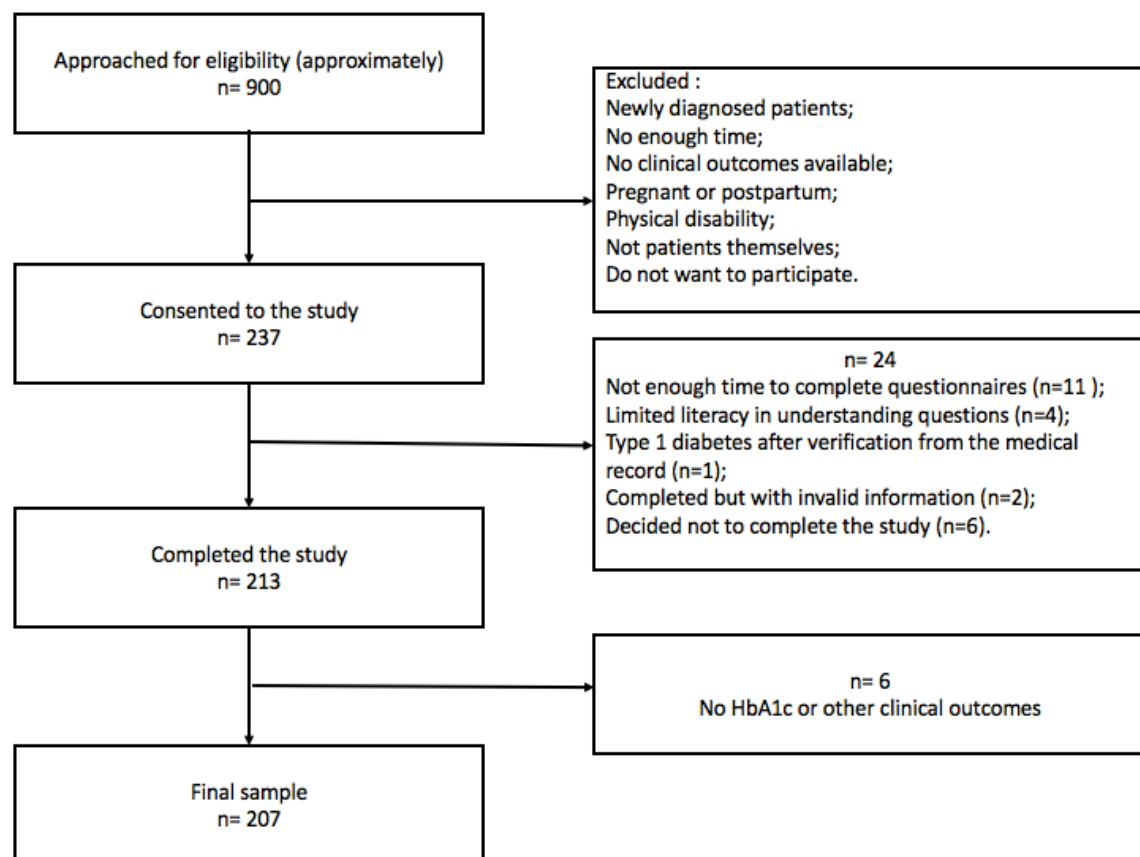 Approached for eligibility (approximately)
n= 900
Excluded :
Newly diagnosed patients;
No enough time;
No clinical outcomes available;
Pregnant or postpartum;
Physical disability;
Not patients themselves;
Do not want to participate.
Consented to the study
n= 237
n= 24
Not enough time to complete questionnaires (n=11 );
Limited literacy in understanding questions (n=4);
Type 1 diabetes after verification from the medical
record (n=1);
Completed but with invalid information (n=2);
Decided not to complete the study (n=6).
Completed the study
n= 213
n= 6
No HbA1c or other clinical outcomes
Final sample
n= 207